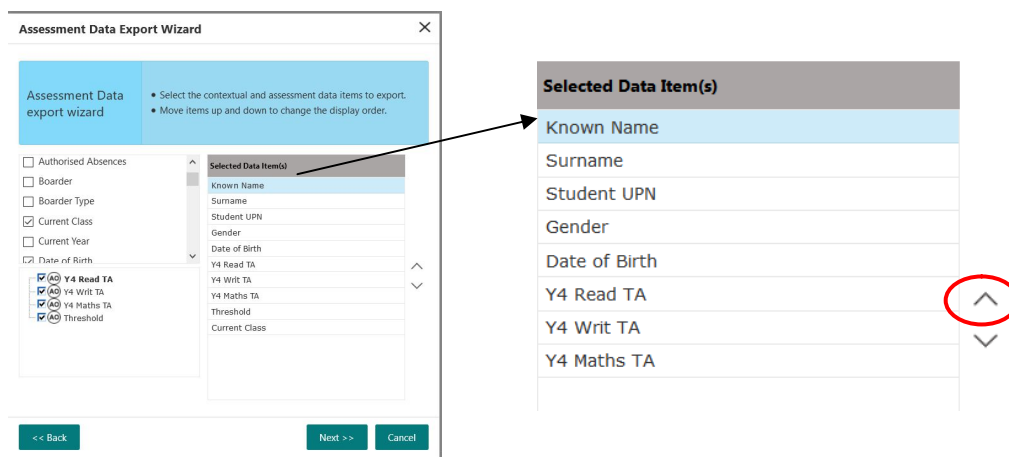 Assessment Data Export Wizard
Assessment Data
export wizard
• Select the contextual and assessment data items to export.
• Move items up and down to change the display order.
Authorised Absences
Boarder
Boarder Type
Current Class
Current Year
Date of Birth
AO Y4 Read TA
AO Y4 Writ TA
AO Y4 Maths TA
AO Threshold
Selected Data Item(s)
Known Name
Surname
Student UPN
Gender
Date of Birth
Y4 Read TA
Y4 Writ TA
Y4 Maths TA
Threshold
Current Class
<< Back
Next >>
Cancel
Selected Data Item(s)
Known Name
Surname
Student UPN
Gender
Date of Birth
Y4 Read TA
Y4 Writ TA
Y4 Maths TA